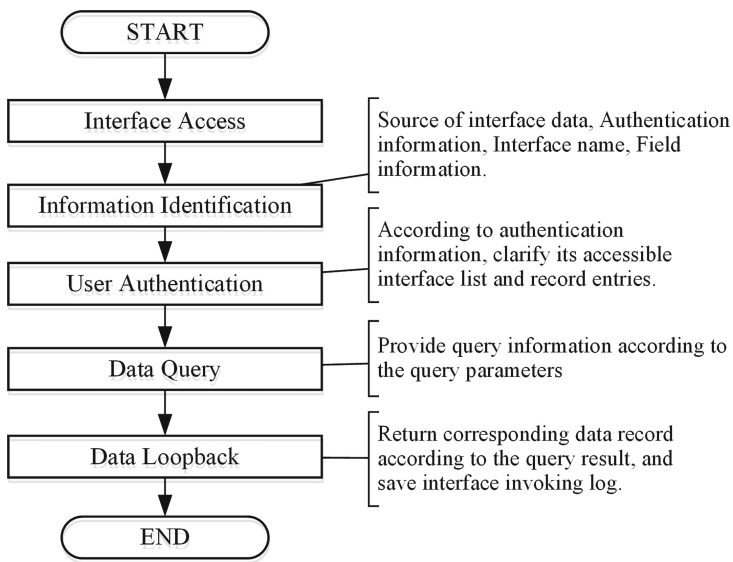 START
Interface Access
Source of interface data, Authentication
information, Interface name, Field
information.
Information Identification
According to authentication
information, clarify its accessible
interface list and record entries.
User Authentication
Provide query information according to
the query parameters
Data Query
Return corresponding data record
according to the query result, and
save interface invoking log.
Data Loopback
END